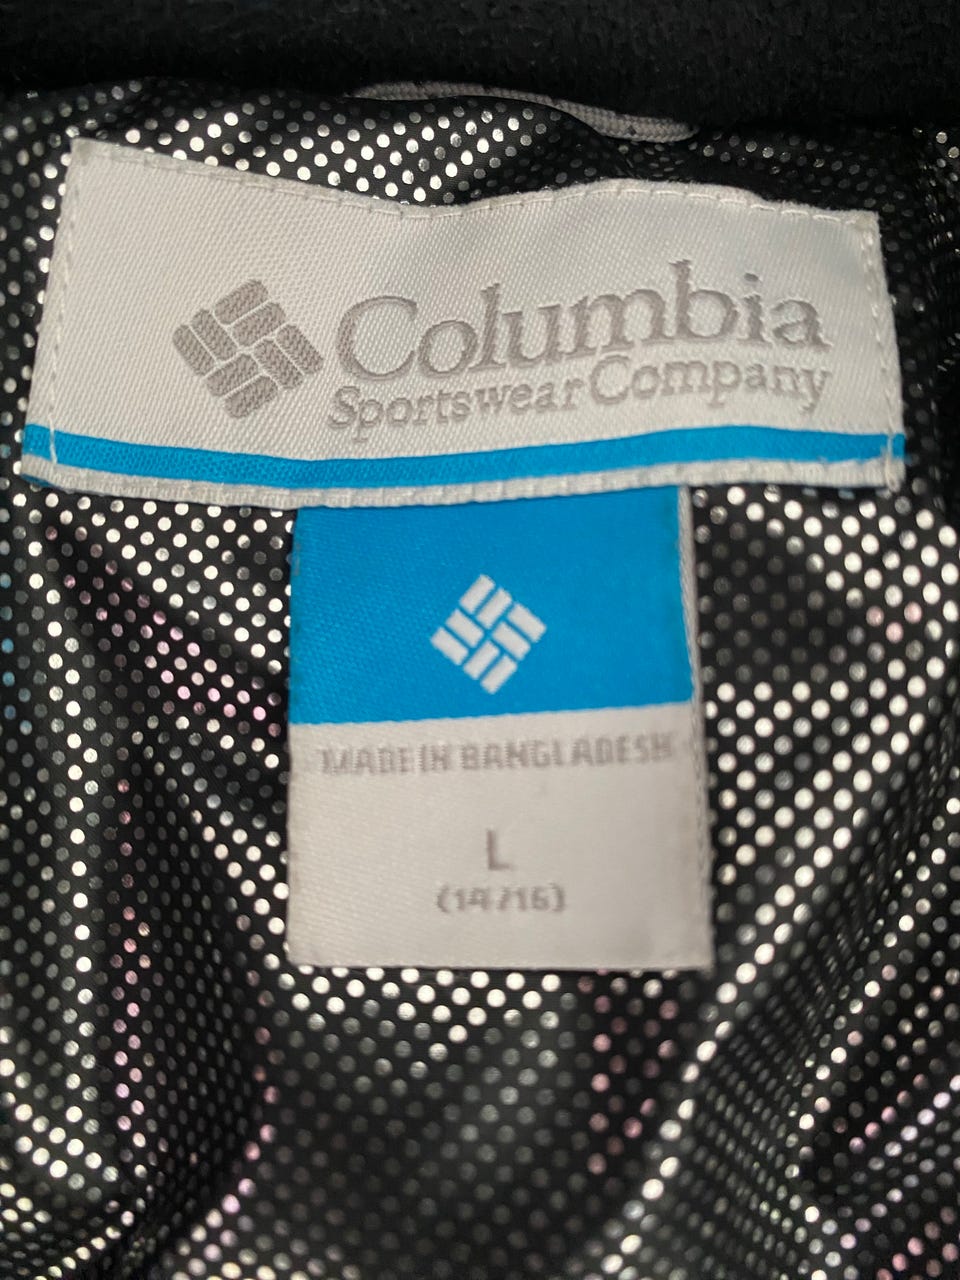 Columbia
Sportswear Company
MADE IN BANGLADESH
L
(14/16)